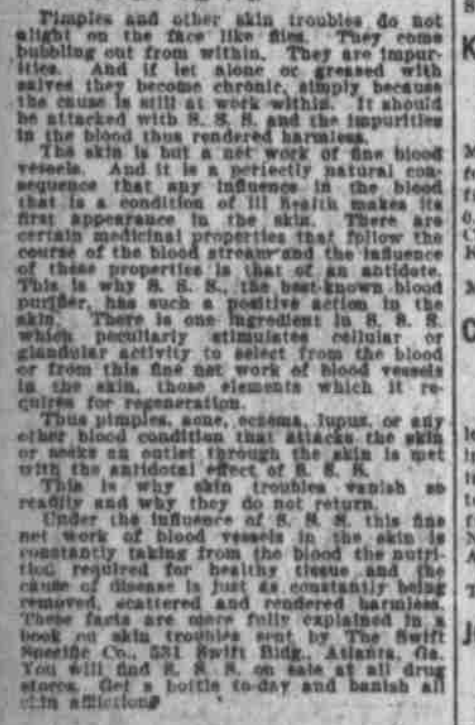 Pimples and other skin troubles do not
alight on the face like flies. They come
bubbling out from within. They are impur-
ities. And if let alone or greased with
salves they become chronic, simply because
the cause is still at work within. It should
be attacked with S. S. S. and the impurities
in the blood thus rendered harmless.
The skin is but a net work of fine blood
vessels. And it is a perfectly natural con-
sequence that any influence in the blood
that is a condition of ill health makes its
first appearance in the skin. There are
certain medicinal properties that follow the
course of the blood stream and the influence
of these properties is that of an antidote.
This is why S. S. S., the best-known blood
purifier, has such a positive action in the
skin. There is one ingredient in S. S. S.
which peculiarly stimulates cellular or
glandular activity to select from the blood
or from this fine net work of blood vessels
in the skin, those elements which it re-
quires for regeneration.
Thus pimples, acne, eczema, lupus, or any
other blood condition that attacks the skin
or seeks an outlet through the skin is met
with the antidotal effect of S. S. S.
This is why skin troubles vanish so
readily and why they do not return.
Under the influence of S. S. S. this fine
net work of blood vessels in the skin is
constantly taking from the blood the nutri-
tion required for healthy tissue and the
cause of disease is just as constantly being
removed, scattered and rendered harmless.
These facts are more fully explained in a
book on skin troubles sent by The Swift
Specific Co., 531 Swift Bldg., Atlanta, Ga.
You will find S. S. S. on sale at all drug
stores. Get a bottle to-day and banish all
skin affliction